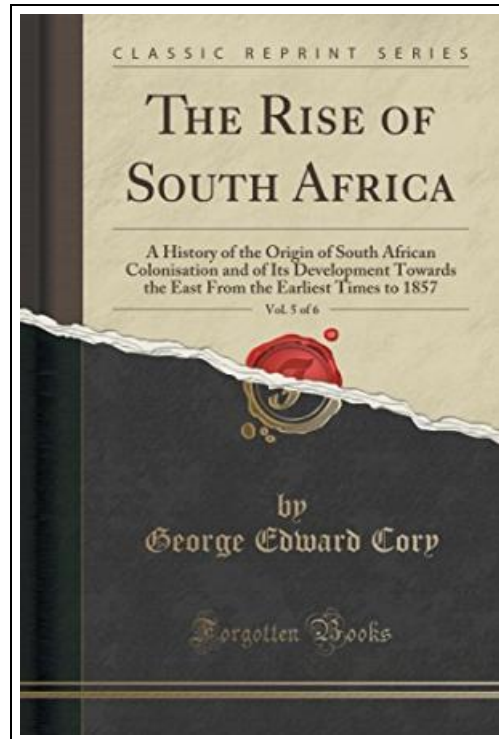 CLASSIC REPRINT SERIES
THE RISE OF
SOUTH AFRICA
A History of the Origin of South African
Colonisation and of Its Development Towards
the East From the Earliest Times to 1857
Vol. 5 of 6
by
George Edward Cory
Forgotten Books